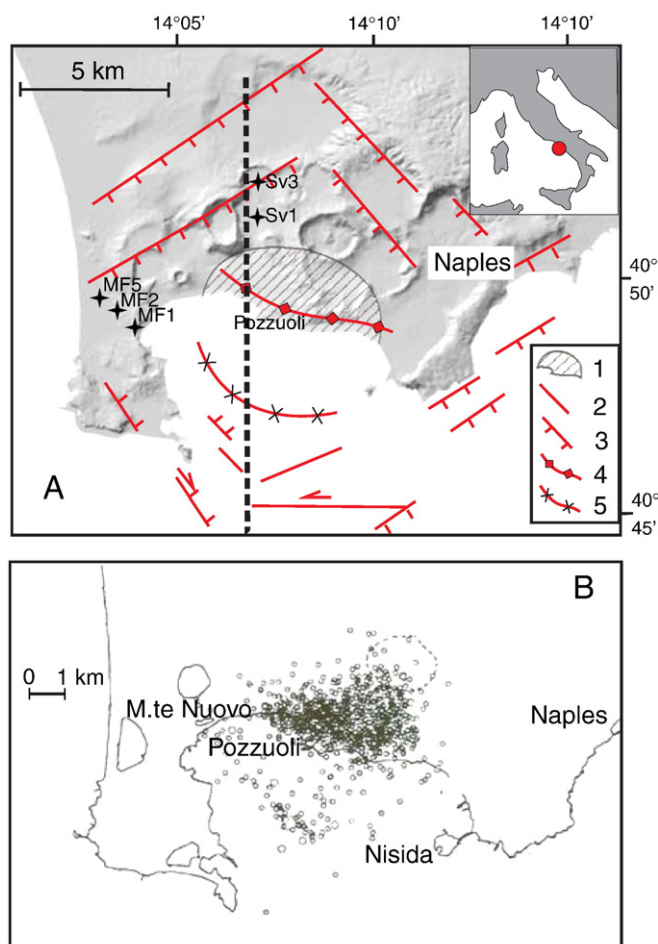 14°05' 14°10' 14°10'
5 km
Sv3
Sv1
Naples
40°
50'
MF5
MF2
MF1
Pozzuoli
1
2
3
4
5
A
40°
45'
B
0 1 km
M.te Nuovo
Naples
Pozzuoli
Nisida